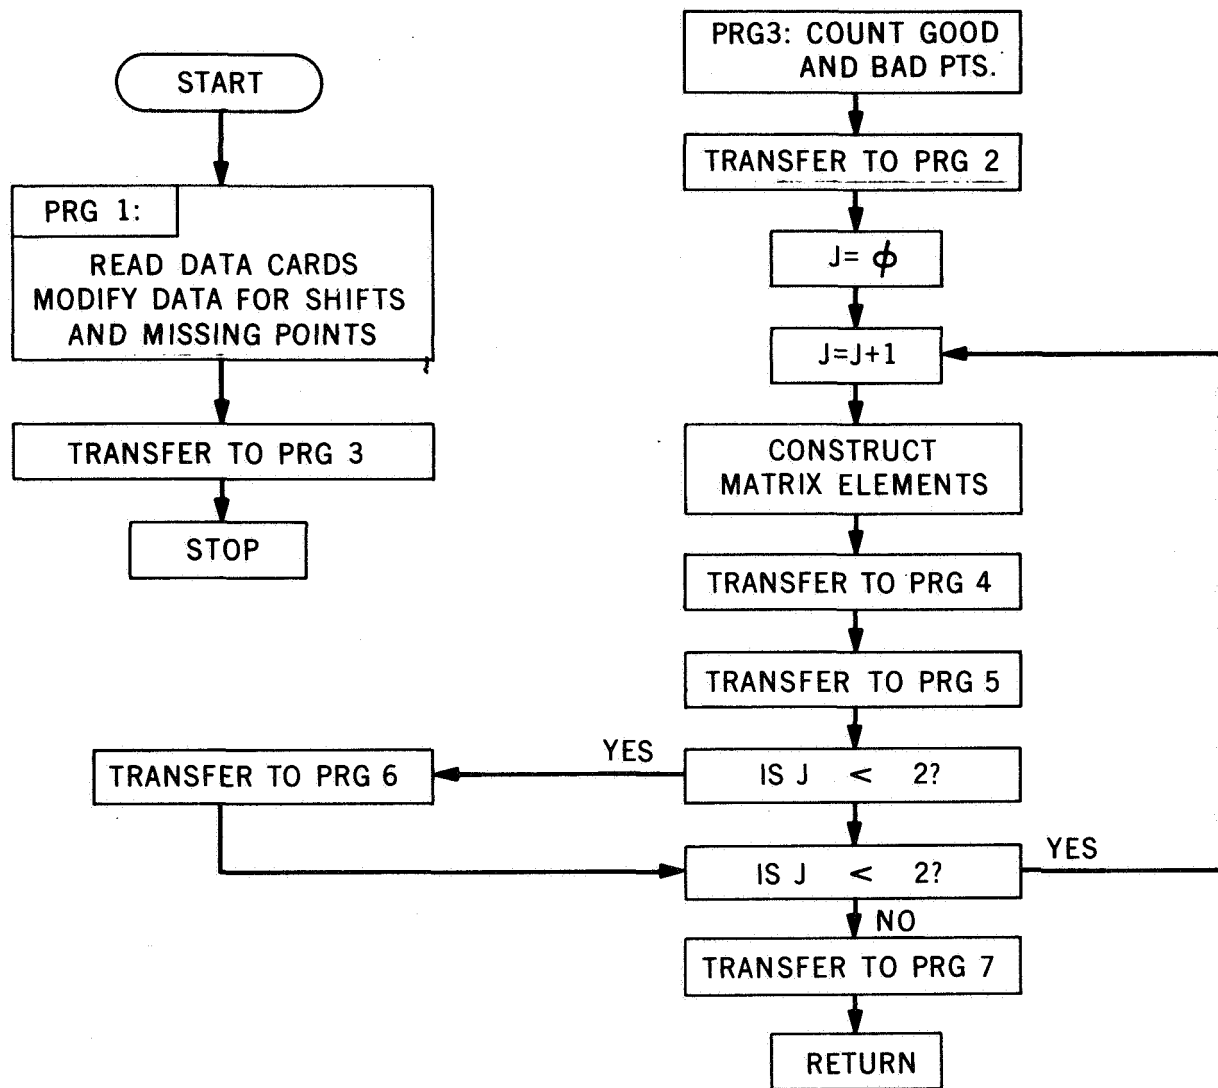 START
PRG 1:
READ DATA CARDS
MODIFY DATA FOR SHIFTS
AND MISSING POINTS
TRANSFER TO PRG 3
STOP
PRG3: COUNT GOOD
AND BAD PTS.
TRANSFER TO PRG 2
J= ϕ
J=J+1
CONSTRUCT
MATRIX ELEMENTS
TRANSFER TO PRG 4
TRANSFER TO PRG 5
IS J < 2?
YES
TRANSFER TO PRG 6
IS J < 2?
YES
NO
TRANSFER TO PRG 7
RETURN